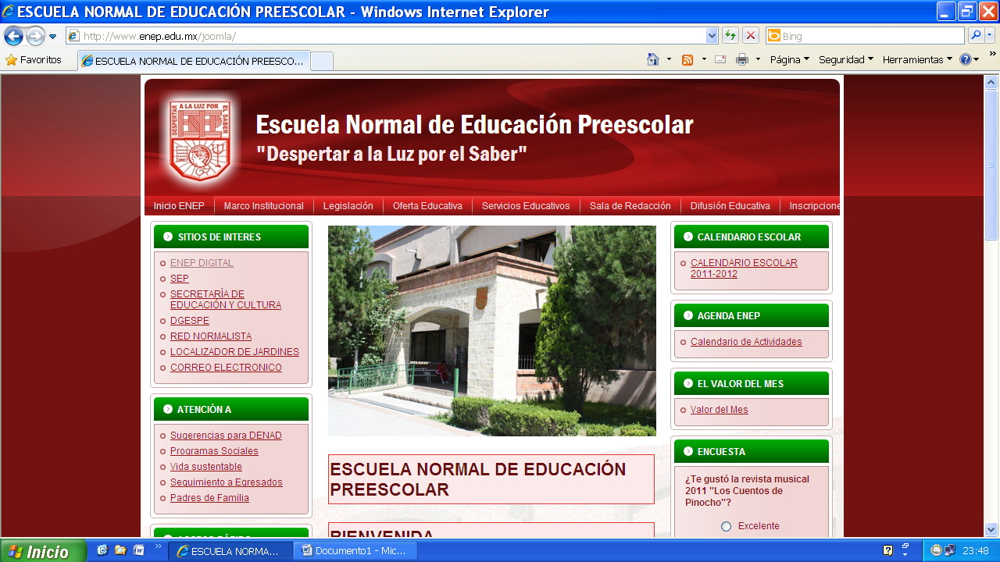 ESCUELA NORMAL DE EDUCACIÓN PREESCOLAR - Windows Internet Explorer
http://www.enep.edu.mx/joomla/
Bing
Favoritos
ESCUELA NORMAL DE EDUCACIÓN PREESCO...
Página
Seguridad
Herramientas
DESPERTAR A LA LUZ POR EL SABER
ENEP
Escuela Normal de Educación Preescolar
"Despertar a la Luz por el Saber"
Inicio ENEP
Marco Institucional
Legislación
Oferta Educativa
Servicios Educativos
Sala de Redacción
Difusión Educativa
Inscripcione
SITIOS DE INTERES
ENEP DIGITAL
SEP
SECRETARÍA DE
EDUCACIÓN Y CULTURA
DGESPE
RED NORMALISTA
LOCALIZADOR DE JARDINES
CORREO ELECTRONICO
ATENCIÓN A
Sugerencias para DENAD
Programas Sociales
Vida sustentable
Seguimiento a Egresados
Padres de Familia
ESCUELA NORMAL DE EDUCACIÓN
PREESCOLAR
BIENVENIDA
CALENDARIO ESCOLAR
CALENDARIO ESCOLAR
2011-2012
AGENDA ENEP
Calendario de Actividades
EL VALOR DEL MES
Valor del Mes
ENCUESTA
¿Te gustó la revista musical
2011 "Los Cuentos de
Pinocho"?
Excelente
Inicio
ESCUELA NORMA...
Documento1 - Mic...
23:48